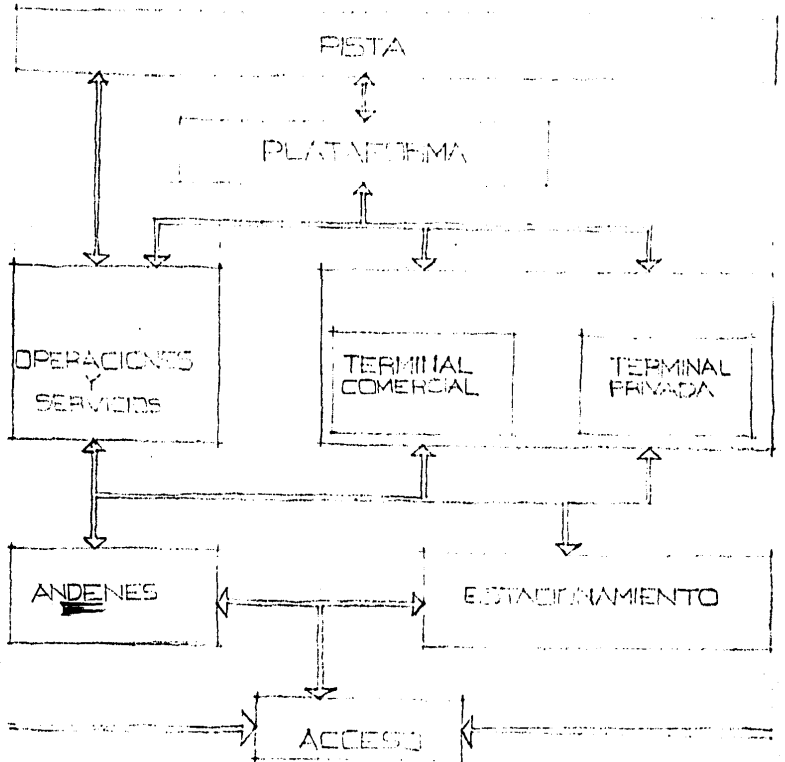 PISTA
PLATAFORMA
OPERACIONES
Y
SERVICIOS
TERMINAL
COMERCIAL
TERMINAL
PRIVADA
ANDENES
ESTACIONAMIENTO
ACCESO